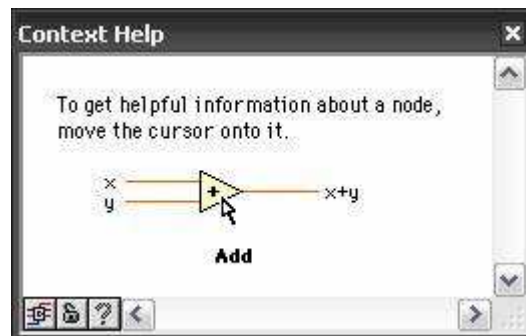 Context Help
To get helpful information about a node,
move the cursor onto it.
x
y
+
x+y
Add
?